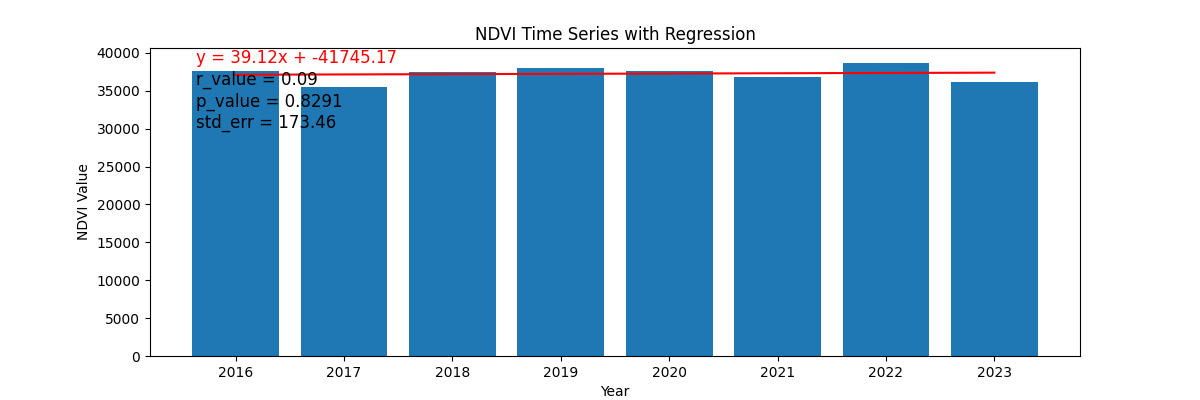 NDVI Time Series with Regression
y = 39.12x + -41745.17
r_value = 0.09
p_value = 0.8291
std_err = 173.46
NDVI Value
40000
35000
30000
25000
20000
15000
10000
5000
0
2016 2017 2018 2019 2020 2021 2022 2023
Year